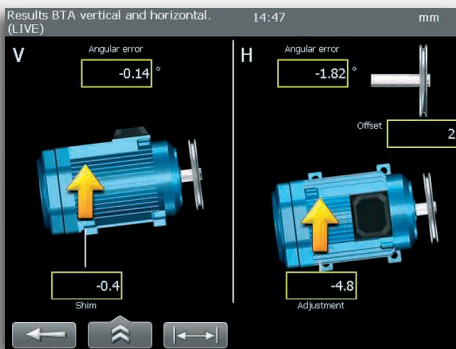 Results BTA vertical and horizontal.
(LIVE)
14:47
mm
V
Angular error
-0.14 °
Shim
-0.4
H
Angular error
-1.82 °
Offset
2
Adjustment
-4.8